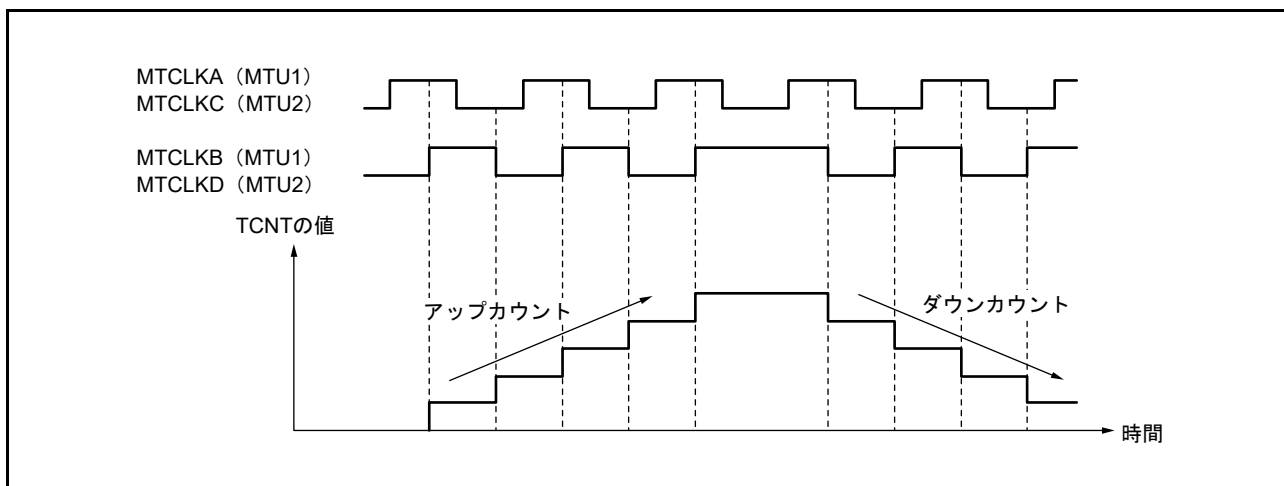 MTCLKA（MTU1）
MTCLKC（MTU2）
MTCLKB（MTU1）
MTCLKD（MTU2）
TCNTの値
アップカウント
ダウンカウント
時間